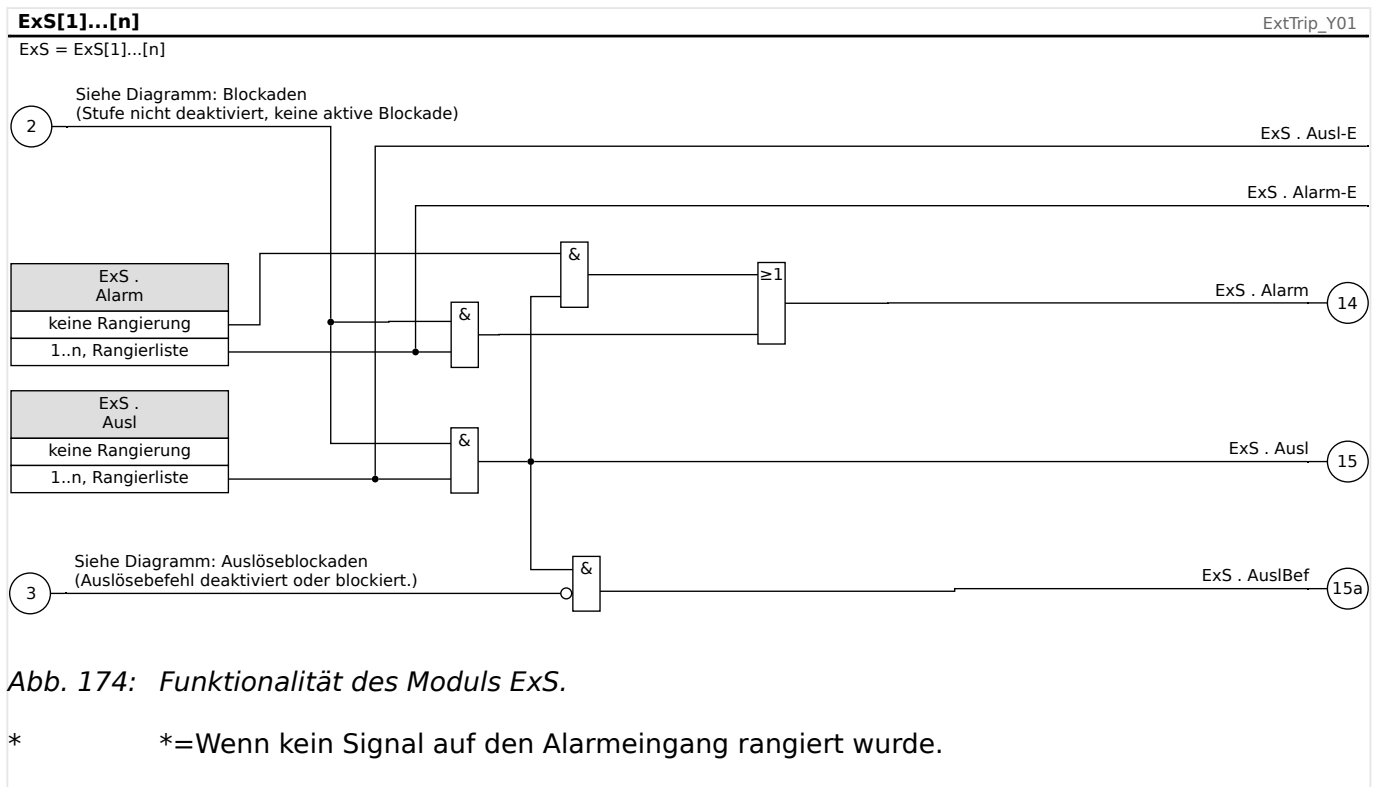 ExS[1]...[n]
ExtTrip_Y01
ExS = ExS[1]...[n]
Siehe Diagramm: Blockaden
(Stufe nicht deaktiviert, keine aktive Blockade)
2
ExS . Ausl-E
ExS . Alarm-E
&
ExS .
Alarm
≥1
ExS . Alarm
14
keine Rangierung
&
1..n, Rangierliste
ExS .
Ausl
&
keine Rangierung
ExS . Ausl
15
1..n, Rangierliste
Siehe Diagramm: Auslöseblockaden
(Auslösebefehl deaktiviert oder blockiert.)
3
&
ExS . AuslBef
15a
Abb. 174: Funktionalität des Moduls ExS.
* *=Wenn kein Signal auf den Alarmeingang rangiert wurde.